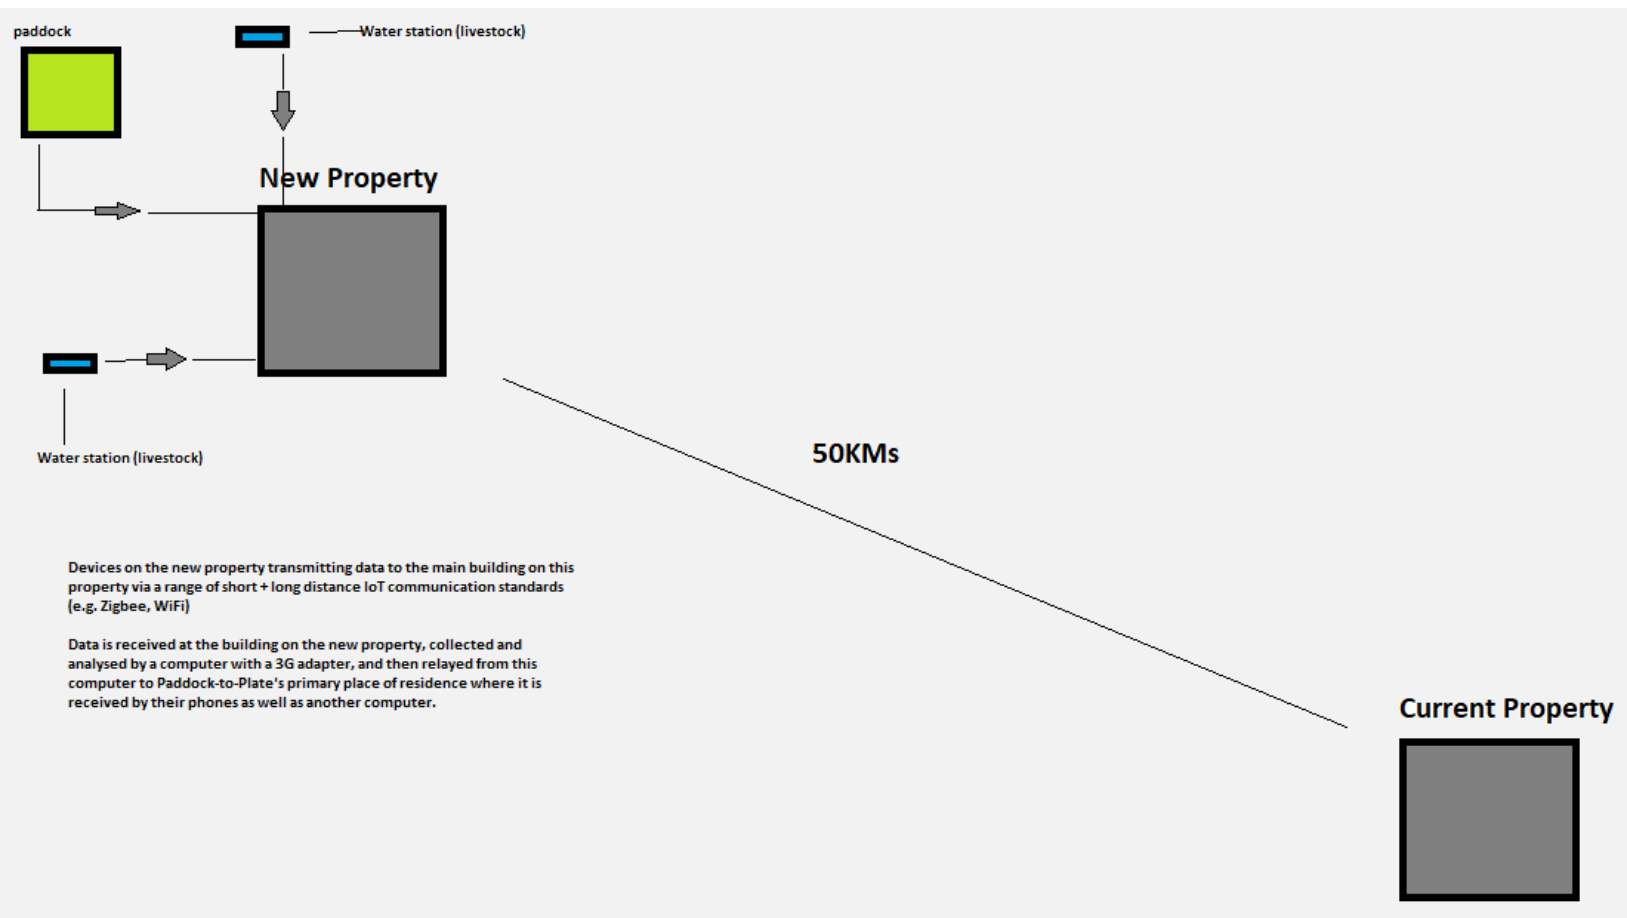 paddock
Water station (livestock)
New Property
50KMs
Water station (livestock)
Devices on the new property transmitting data to the main building on this
property via a range of short + long distance IoT communication standards
(e.g. Zigbee, WiFi)
Data is received at the building on the new property, collected and
analysed by a computer with a 3G adapter, and then relayed from this
computer to Paddock-to-Plate's primary place of residence where it is
received by their phones as well as another computer.
Current Property